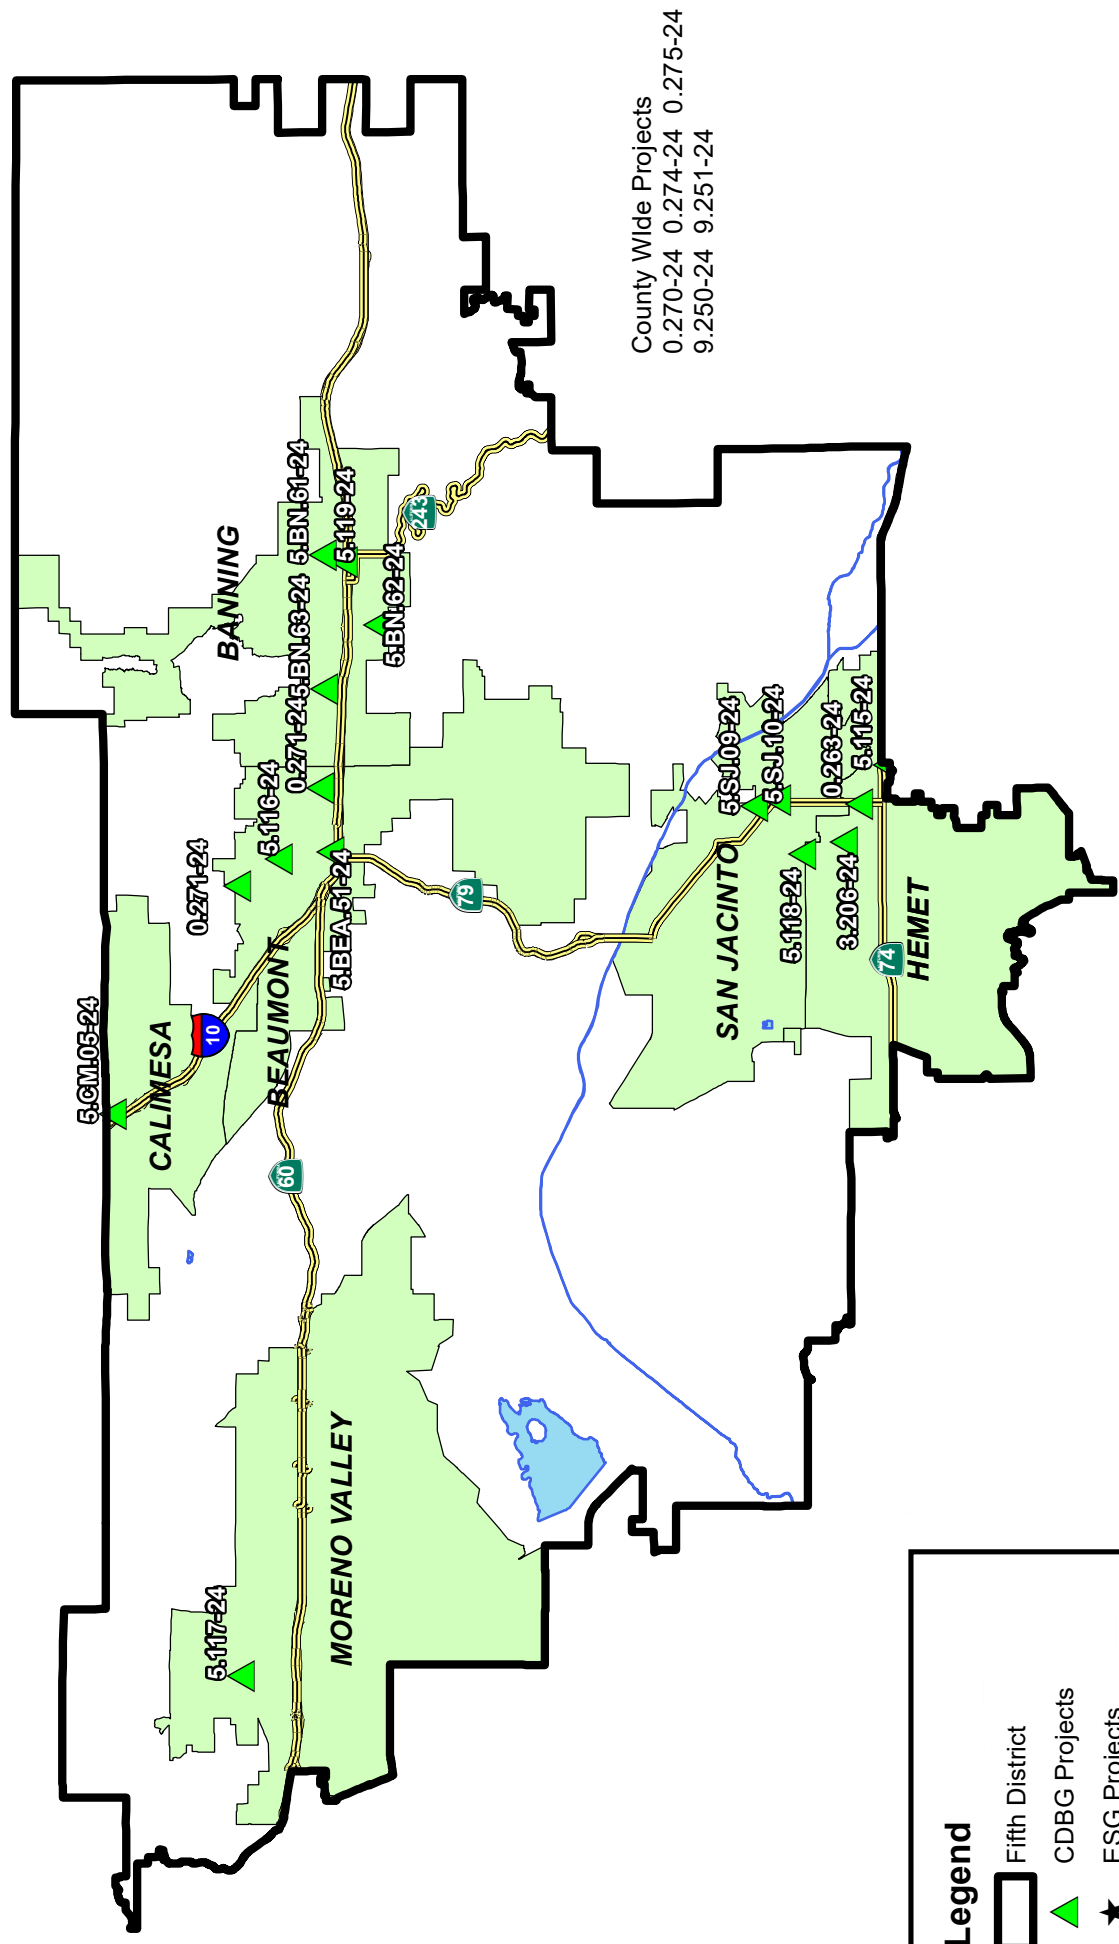 5.CM.05-24
CALIMESA
10
0.271-24
5.116-24
0.271-24
5.BN.63-24
BANNING
5.BN.61-24
5.119-24
5.BN.62-24
243
BEAUMONT
5.BEA.51-24
60
79
5.117-24
MORENO VALLEY
County WIde Projects
0.270-24 0.274-24 0.275-24
9.250-24 9.251-24
SAN JACINTO
5.SJ.09-24
5.SJ.10-24
0.263-24
5.115-24
5.118-24
3.206-24
74
HEMET
Legend
Fifth District
CDBG Projects
ESG Projects